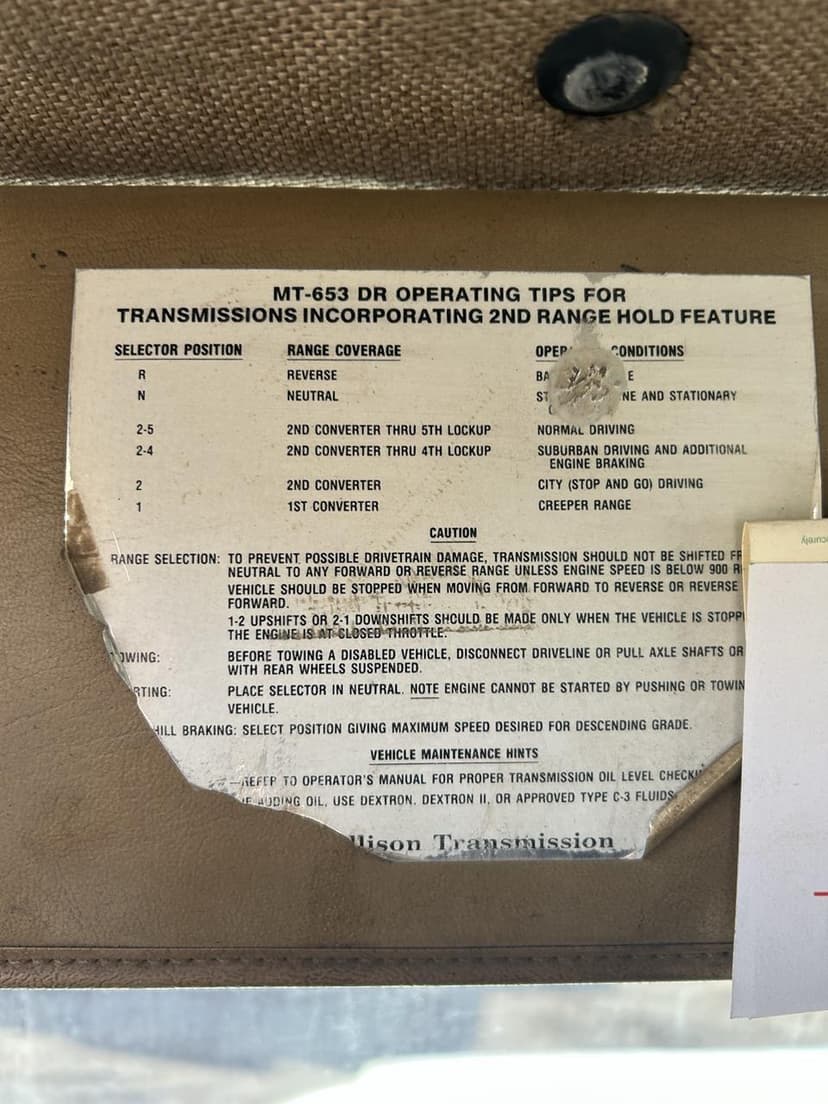 MT-653 DR OPERATING TIPS FOR
TRANSMISSIONS INCORPORATING 2ND RANGE HOLD FEATURE
SELECTOR POSITION RANGE COVERAGE CONDITIONS
R REVERSE
N NEUTRAL AND STATIONARY
2-5 2ND CONVERTER THRU 5TH LOCKUP NORMAL DRIVING
2-4 2ND CONVERTER THRU 4TH LOCKUP SUBURBAN DRIVING AND ADDITIONAL
ENGINE BRAKING
2 2ND CONVERTER CITY (STOP AND GO) DRIVING
1 1ST CONVERTER CREEPER RANGE
CAUTION
RANGE SELECTION: TO PREVENT POSSIBLE DRIVETRAIN DAMAGE, TRANSMISSION SHOULD NOT BE SHIFTED
NEUTRAL TO ANY FORWARD OR REVERSE RANGE UNLESS ENGINE SPEED IS BELOW 900
VEHICLE SHOULD BE STOPPED WHEN MOVING FROM FORWARD TO REVERSE OR REVERSE
FORWARD.
1-2 UPSHIFTS OR 2-1 DOWNSHIFTS SHOULD BE MADE ONLY WHEN THE VEHICLE IS
THE ENGINE IS AT CLOSED THROTTLE.
BEFORE TOWING A DISABLED VEHICLE, DISCONNECT DRIVELINE OR PULL AXLE SHAFTS OR
WITH REAR WHEELS SUSPENDED.
PLACE SELECTOR IN NEUTRAL. NOTE ENGINE CANNOT BE STARTED BY PUSHING OR
VEHICLE.
BRAKING: SELECT POSITION GIVING MAXIMUM SPEED DESIRED FOR DESCENDING GRADE.
VEHICLE MAINTENANCE HINTS
—REFER TO OPERATOR'S MANUAL FOR PROPER TRANSMISSION OIL LEVEL
OIL, USE DEXTRON, DEXTRON II, OR APPROVED TYPE C-3 FLUIDS
Transmission